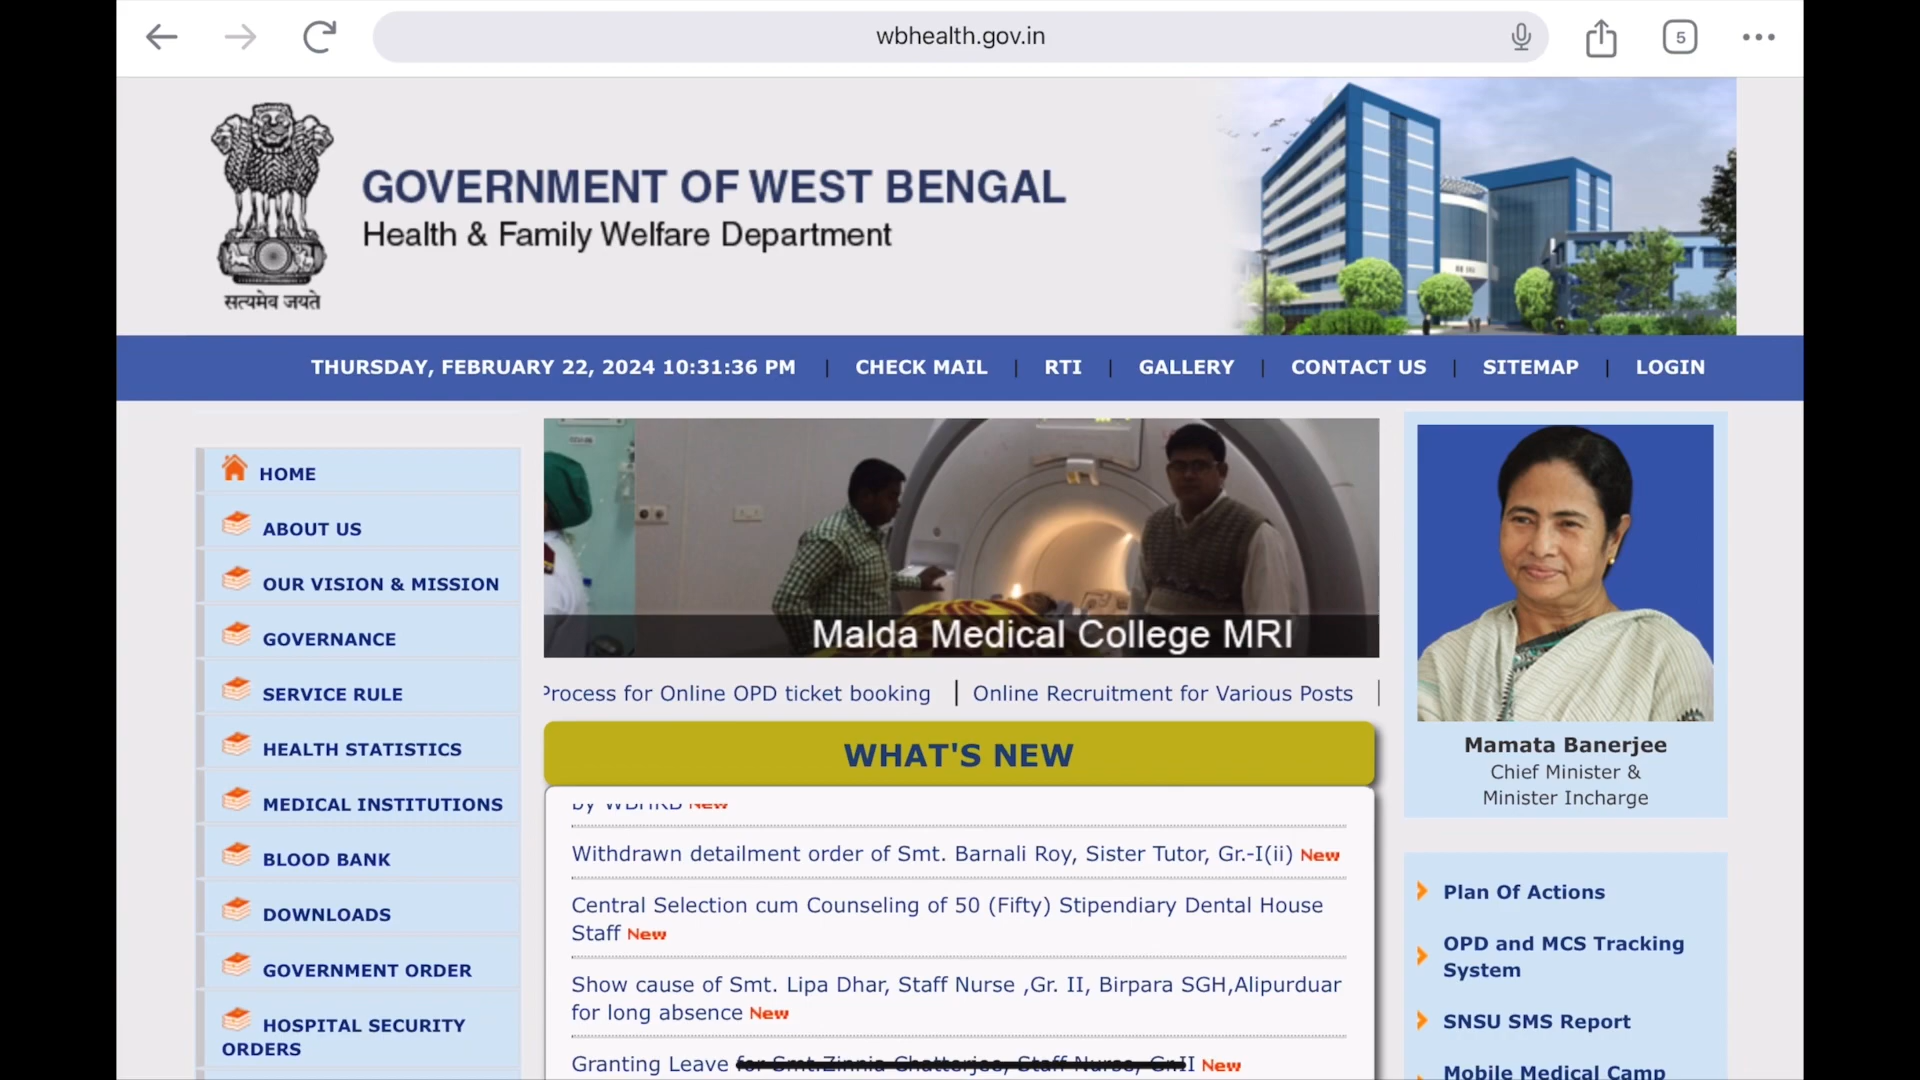 wbhealth.gov.in
5
GOVERNMENT OF WEST BENGAL
Health & Family Welfare Department
सत्यमेव जयते
THURSDAY, FEBRUARY 22, 2024 10:31:36 PM | CHECK MAIL | RTI | GALLERY | CONTACT US | SITEMAP | LOGIN
HOME
ABOUT US
OUR VISION & MISSION
GOVERNANCE
SERVICE RULE
HEALTH STATISTICS
MEDICAL INSTITUTIONS
BLOOD BANK
DOWNLOADS
GOVERNMENT ORDER
HOSPITAL SECURITY
ORDERS
Malda Medical College MRI
Process for Online OPD ticket booking | Online Recruitment for Various Posts |
WHAT'S NEW
by WBHRB New
Withdrawn detailment order of Smt. Barnali Roy, Sister Tutor, Gr.-I(ii) New
Central Selection cum Counseling of 50 (Fifty) Stipendiary Dental House
Staff New
Show cause of Smt. Lipa Dhar, Staff Nurse ,Gr. II, Birpara SGH,Alipurduar
for long absence New
Granting Leave New
Mamata Banerjee
Chief Minister &
Minister Incharge
Plan Of Actions
OPD and MCS Tracking
System
SNSU SMS Report
Mobile Medical Camp